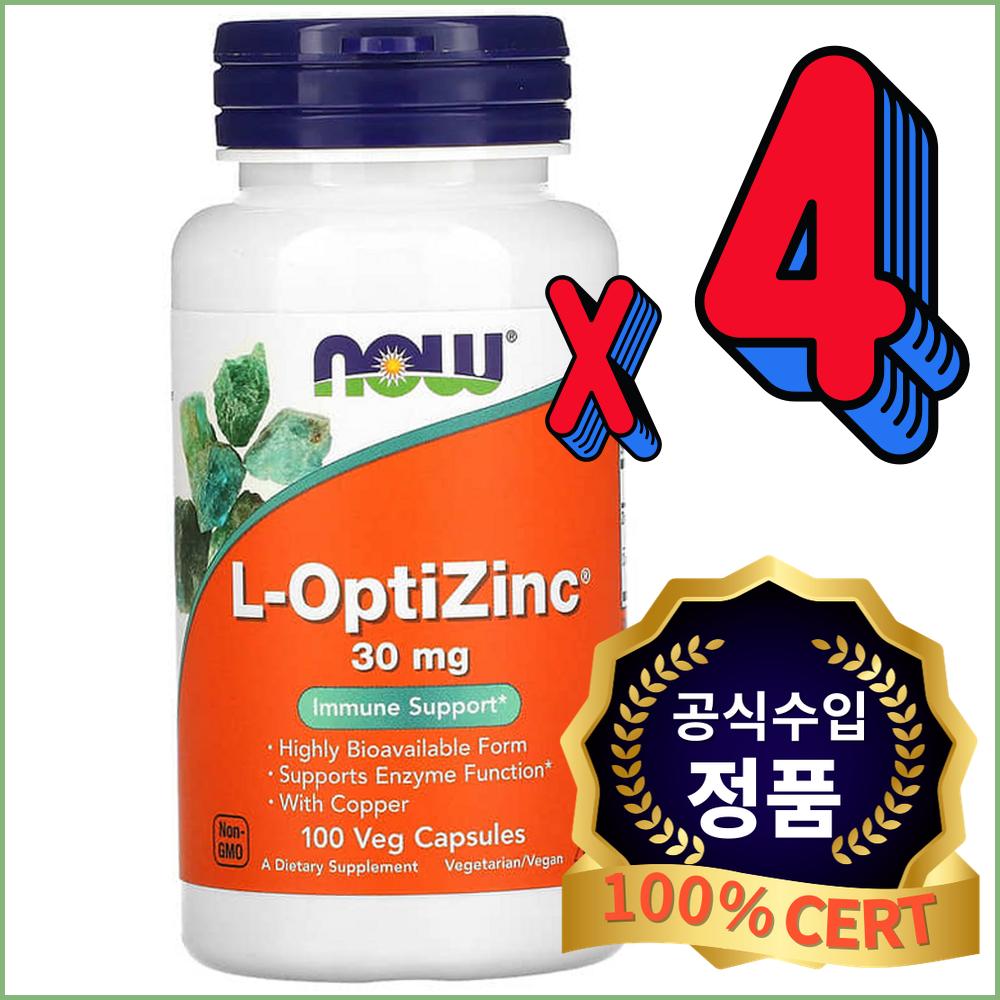 now®
x 4
L-OptiZinc®
30 mg
Immune Support*
· Highly Bioavailable Form
· Supports Enzyme Function*
· With Copper
100 Veg Capsules
Non-
GMO
A Dietary Supplement Vegetarian/Vegan
공식수입
정품
100% CERT